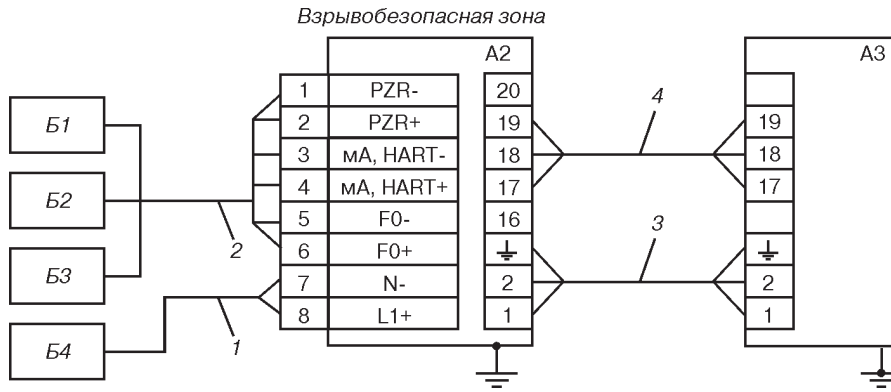 Взрывобезопасная зона
А2
А3
1 PZR-
2 PZR+
3 мА, HART-
4 мА, HART+
5 F0-
6 F0+
7 N-
8 L1+
20
19
18
17
16
2
1
19
18
17
2
1
Б1
Б2
Б3
Б4
2
1
4
3